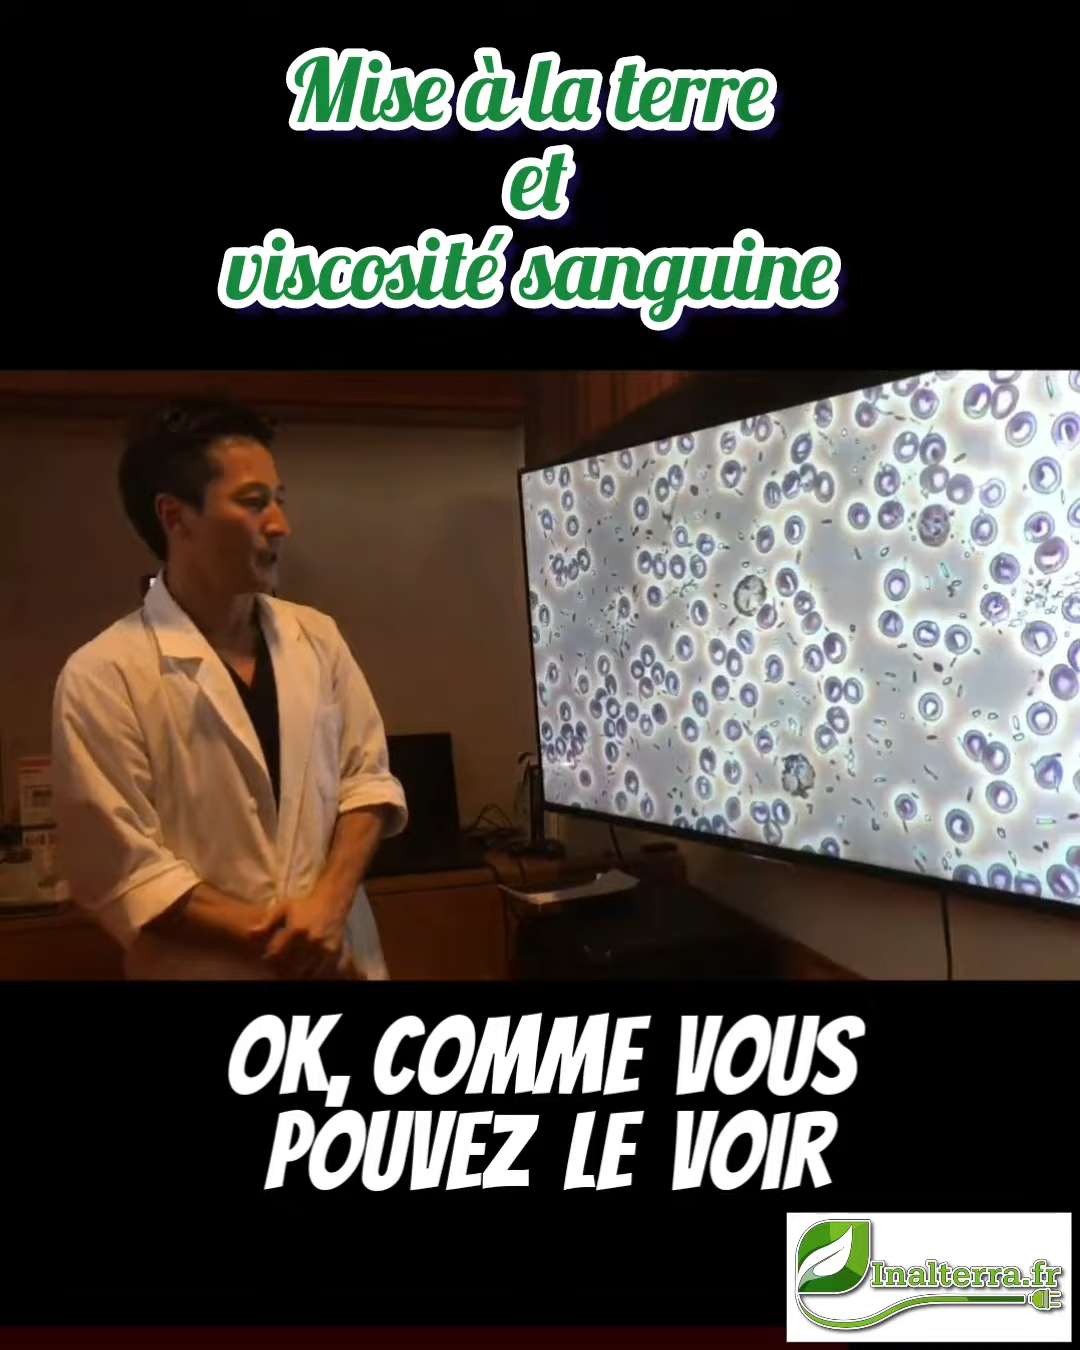 Mise à la terre
et
viscosité sanguine
OK, COMME VOUS
POUVEZ LE VOIR
Inalterra.fr